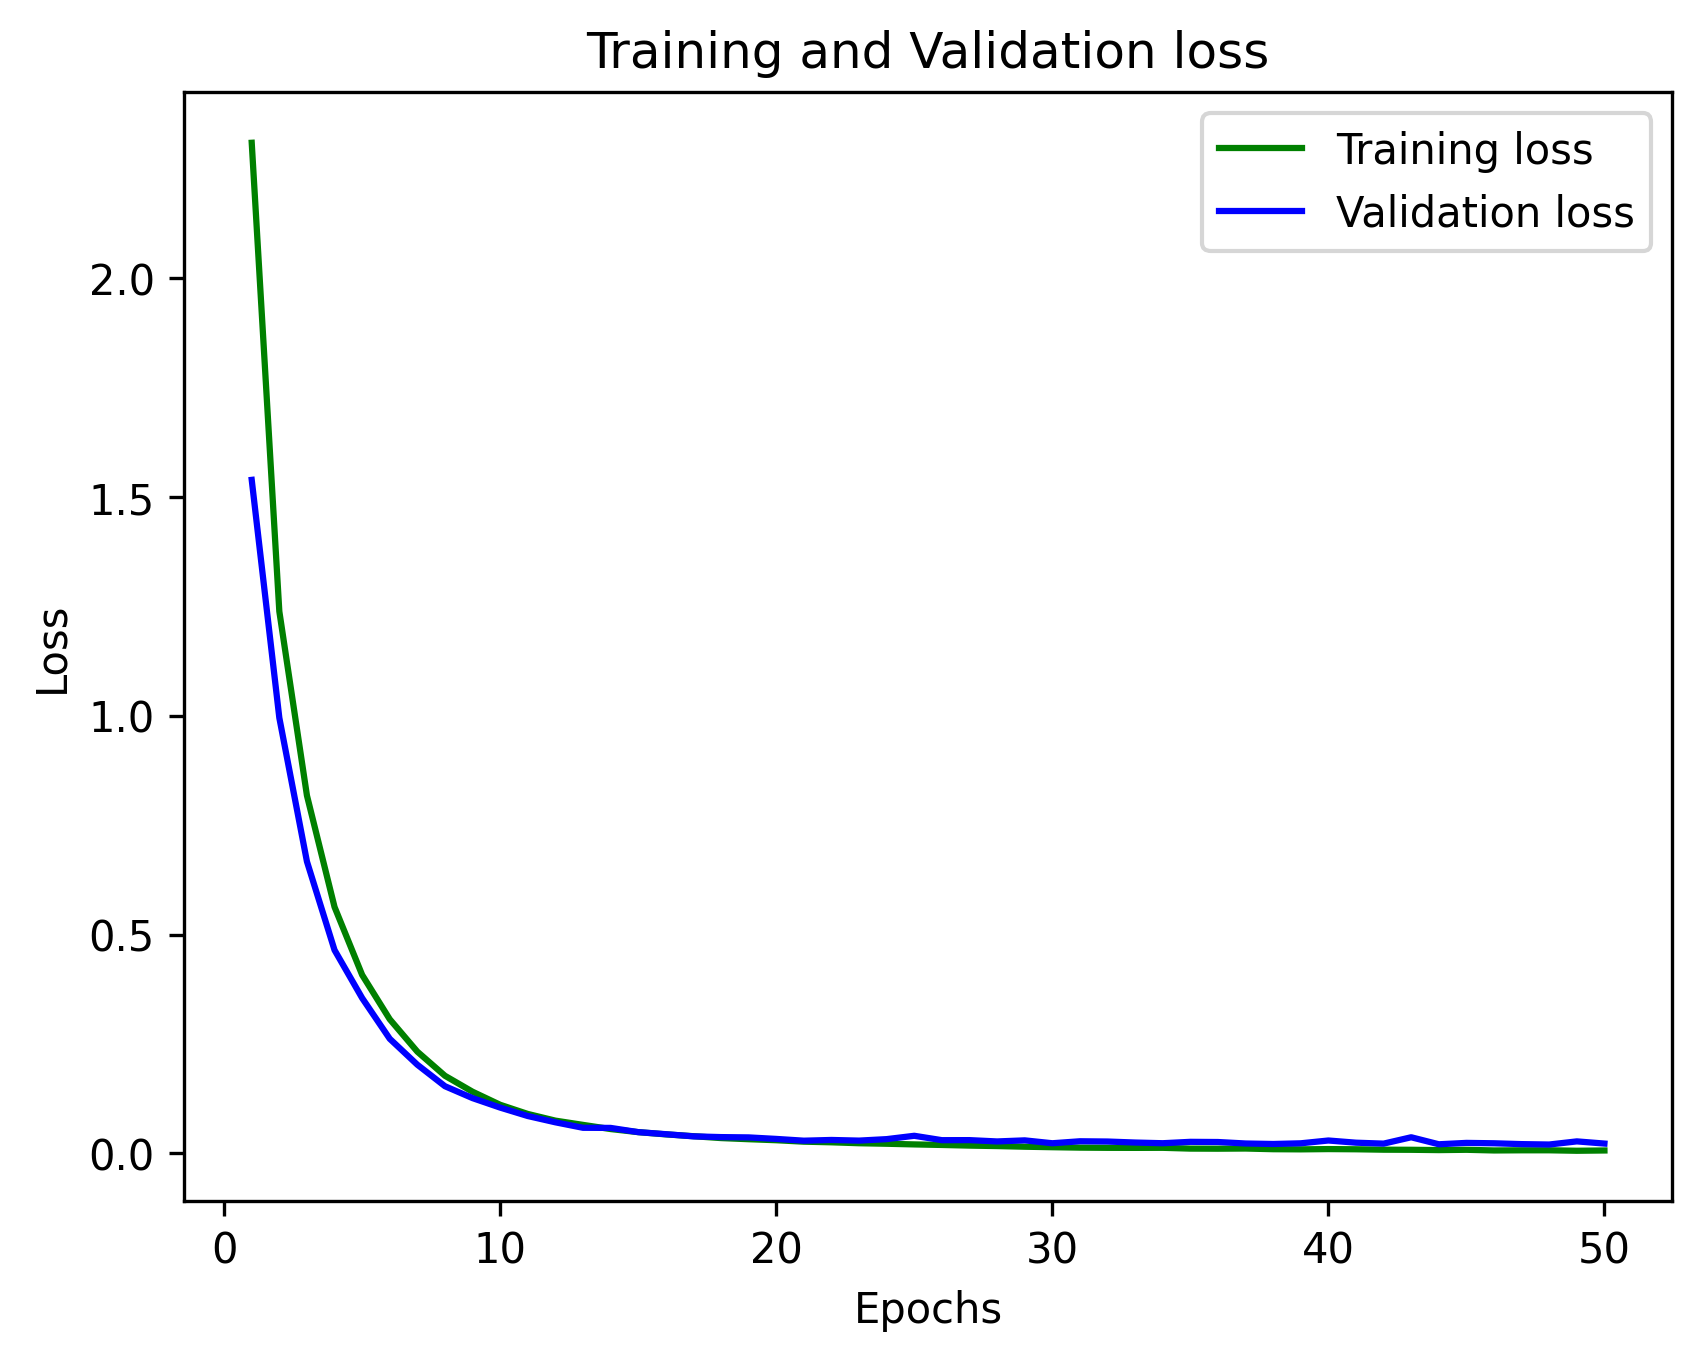 Training and Validation loss
Training loss
Validation loss
Loss
2.0
1.5
1.0
0.5
0.0
0 10 20 30 40 50
Epochs